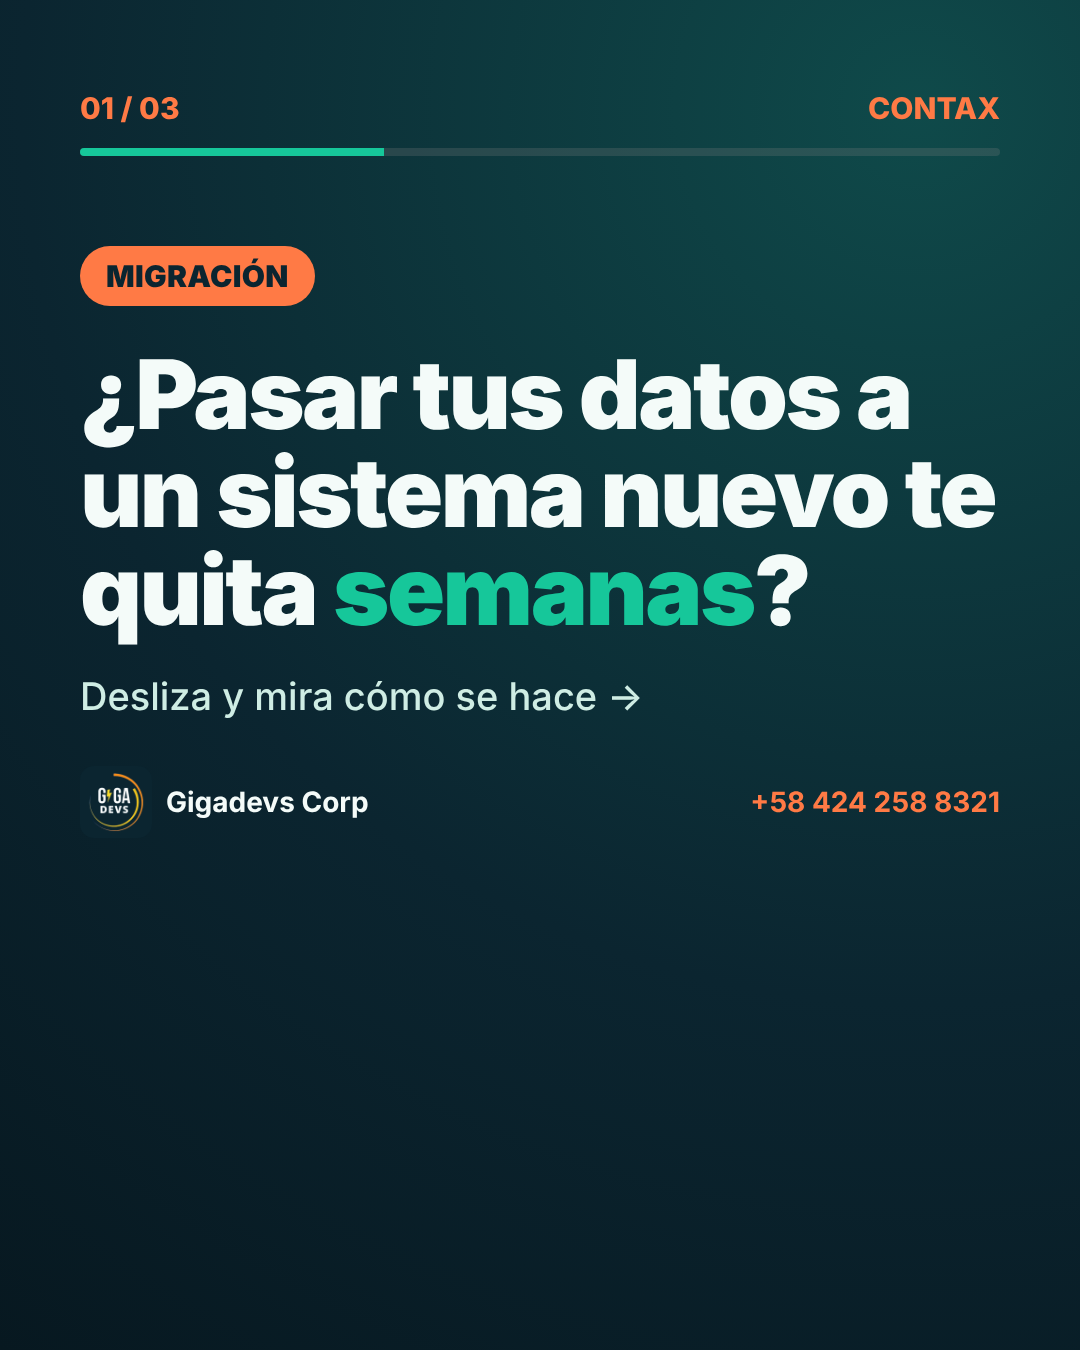 01 / 03
CONTAX
MIGRACIÓN
¿Pasar tus datos a
un sistema nuevo te
quita semanas?
Desliza y mira cómo se hace →
GIGA
DEVS
Gigadevs Corp
+58 424 258 8321